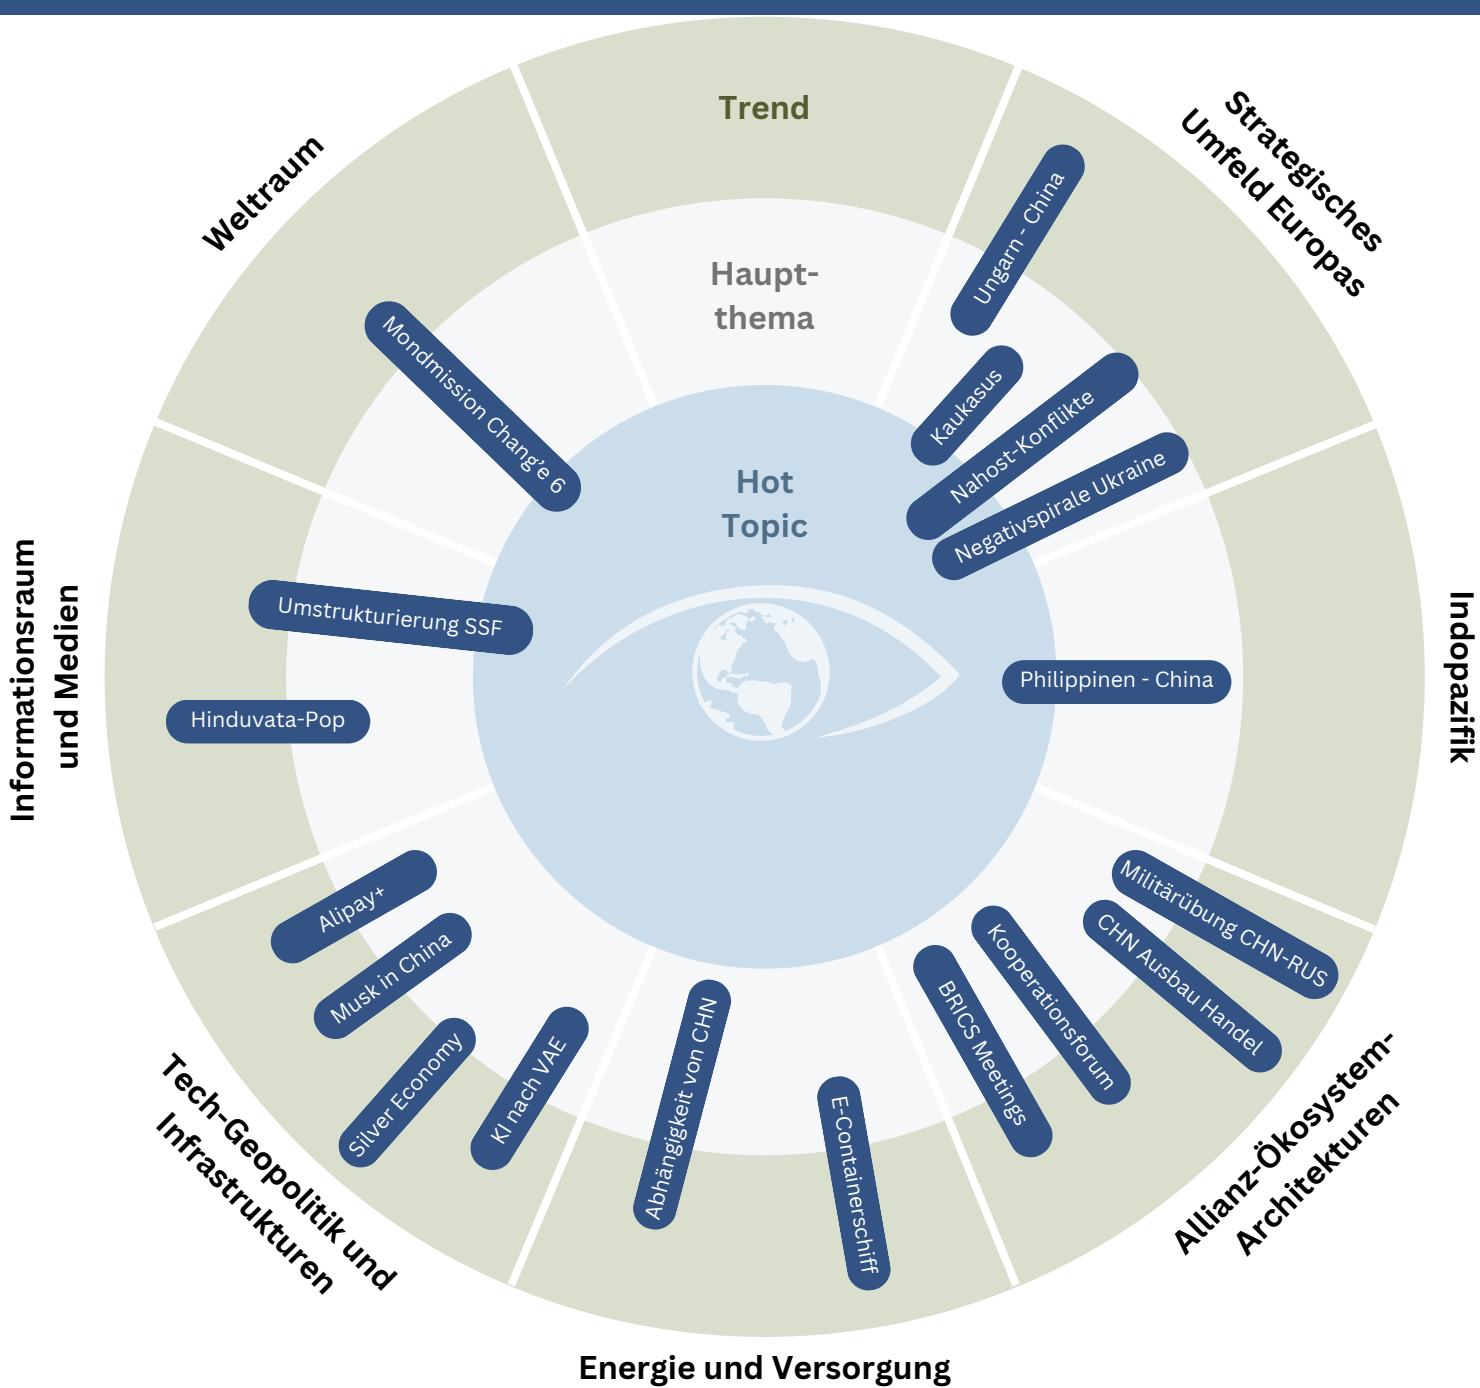 Trend
Haupt-
thema
Hot
Topic
Strategisches
Umfeld Europas
Ungarn - China
Kaukasus
Nahost-Konflikte
Negativspirale Ukraine
Indopazifik
Philippinen - China
Allianz-Ökosystem-
Architekturen
Militärübung CHN-RUS
CHN Ausbau Handel
Kooperationsforum
BRICS Meetings
Energie und Versorgung
E-Containerschiff
Abhängigkeit von CHN
Tech-Geopolitik und
Infrastrukturen
KI nach VAE
Silver Economy
Musk in China
Alipay+
Informationsraum
und Medien
Hinduvata-Pop
Umstrukturierung SSF
Weltraum
Mondmission Chang’e 6